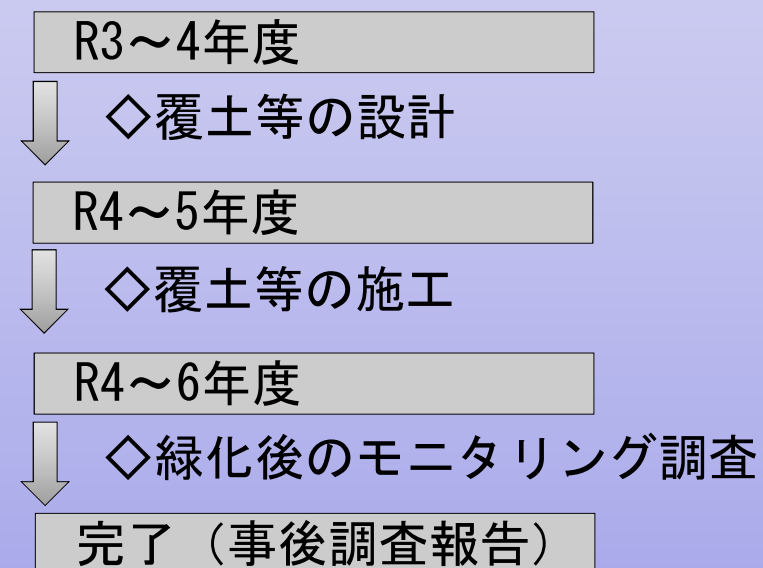 R3～4年度
◇覆土等の設計
R4～5年度
◇覆土等の施工
R4～6年度
◇緑化後のモニタリング調査
完了（事後調査報告）